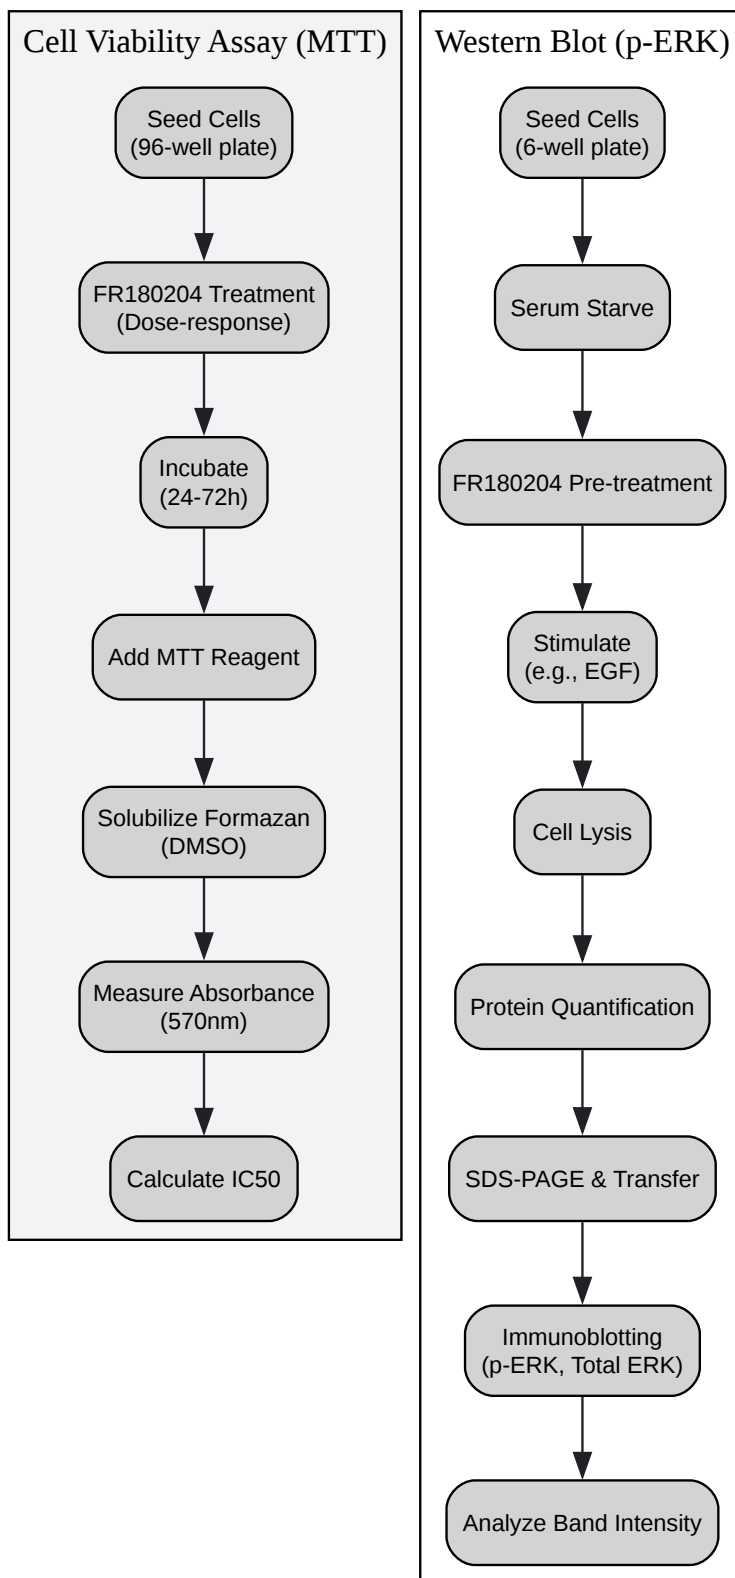 Cell Viability Assay (MTT)
Seed Cells
(96-well plate)
FR180204 Treatment
(Dose-response)
Incubate
(24-72h)
Add MTT Reagent
Solubilize Formazan
(DMSO)
Measure Absorbance
(570nm)
Calculate IC50
Western Blot (p-ERK)
Seed Cells
(6-well plate)
Serum Starve
FR180204 Pre-treatment
Stimulate
(e.g., EGF)
Cell Lysis
Protein Quantification
SDS-PAGE & Transfer
Immunoblotting
(p-ERK, Total ERK)
Analyze Band Intensity